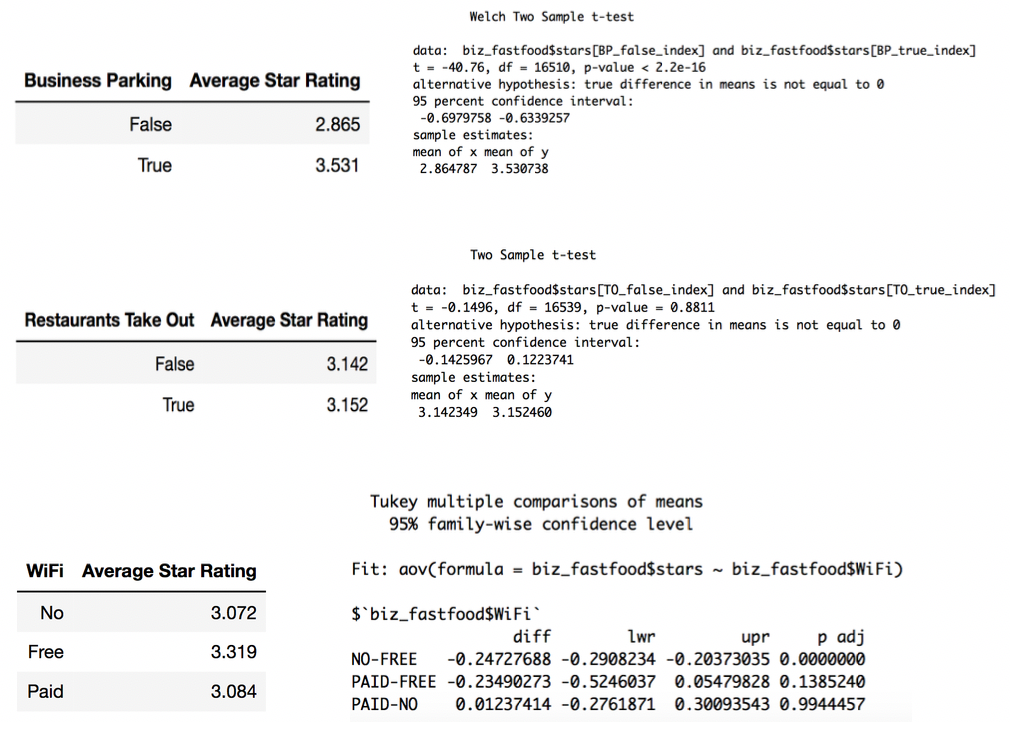 Welch Two Sample t-test
data:  biz_fastfood$stars[BP_false_index] and biz_fastfood$stars[BP_true_index]
t = -40.76, df = 16510, p-value < 2.2e-16
alternative hypothesis: true difference in means is not equal to 0
95 percent confidence interval:
-0.6979758 -0.6339257
sample estimates:
mean of x mean of y
2.864787  3.530738
Business Parking  Average Star Rating
False  2.865
True  3.531
Two Sample t-test
data:  biz_fastfood$stars[TO_false_index] and biz_fastfood$stars[TO_true_index]
t = -0.1496, df = 16539, p-value = 0.8811
alternative hypothesis: true difference in means is not equal to 0
95 percent confidence interval:
-0.1425967  0.1223741
sample estimates:
mean of x mean of y
3.142349  3.152460
Restaurants Take Out  Average Star Rating
False  3.142
True  3.152
Tukey multiple comparisons of means
95% family-wise confidence level
Fit: aov(formula = biz_fastfood$stars ~ biz_fastfood$WiFi)
$`biz_fastfood$WiFi`
diff  lwr  upr  p adj
NO-FREE  -0.24727688 -0.2908234 -0.20373035 0.0000000
PAID-FREE -0.23490273 -0.5246037  0.05479828 0.1385240
PAID-NO  0.01237414 -0.2761871  0.30093543 0.9944457
WiFi  Average Star Rating
No  3.072
Free  3.319
Paid  3.084